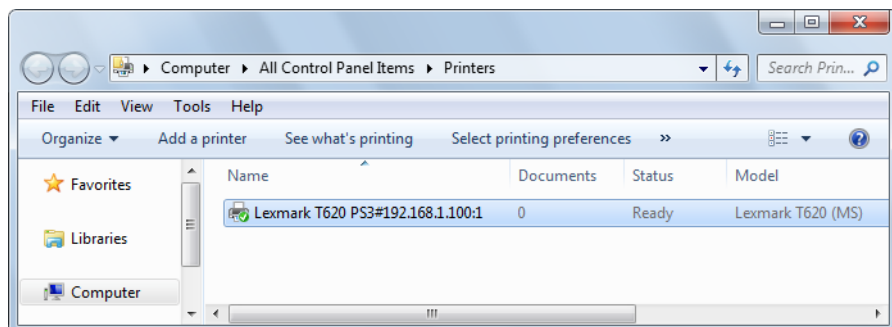 Computer ▸ All Control Panel Items ▸ Printers
Search Prin...
File Edit View Tools Help
Organize Add a printer See what's printing Select printing preferences »
Name Documents Status Model
Favorites
Lexmark T620 PS3#192.168.1.100:1 0 Ready Lexmark T620 (MS)
Libraries
Computer